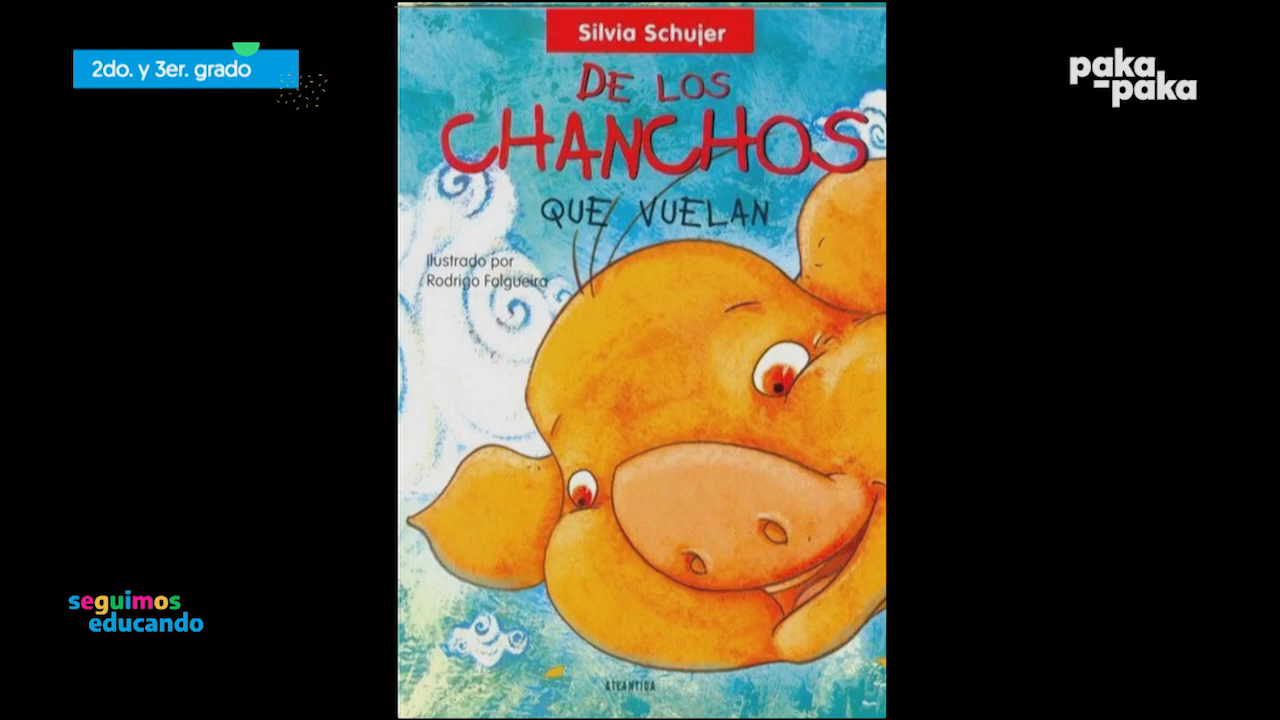 2do. y 3er. grado
paka
-paka
Silvia Schujer
DE LOS
CHANCHOS
QUE VUELAN
Ilustrado por
Rodrigo Folgueira
ATLANTIDA
seguimos
educando